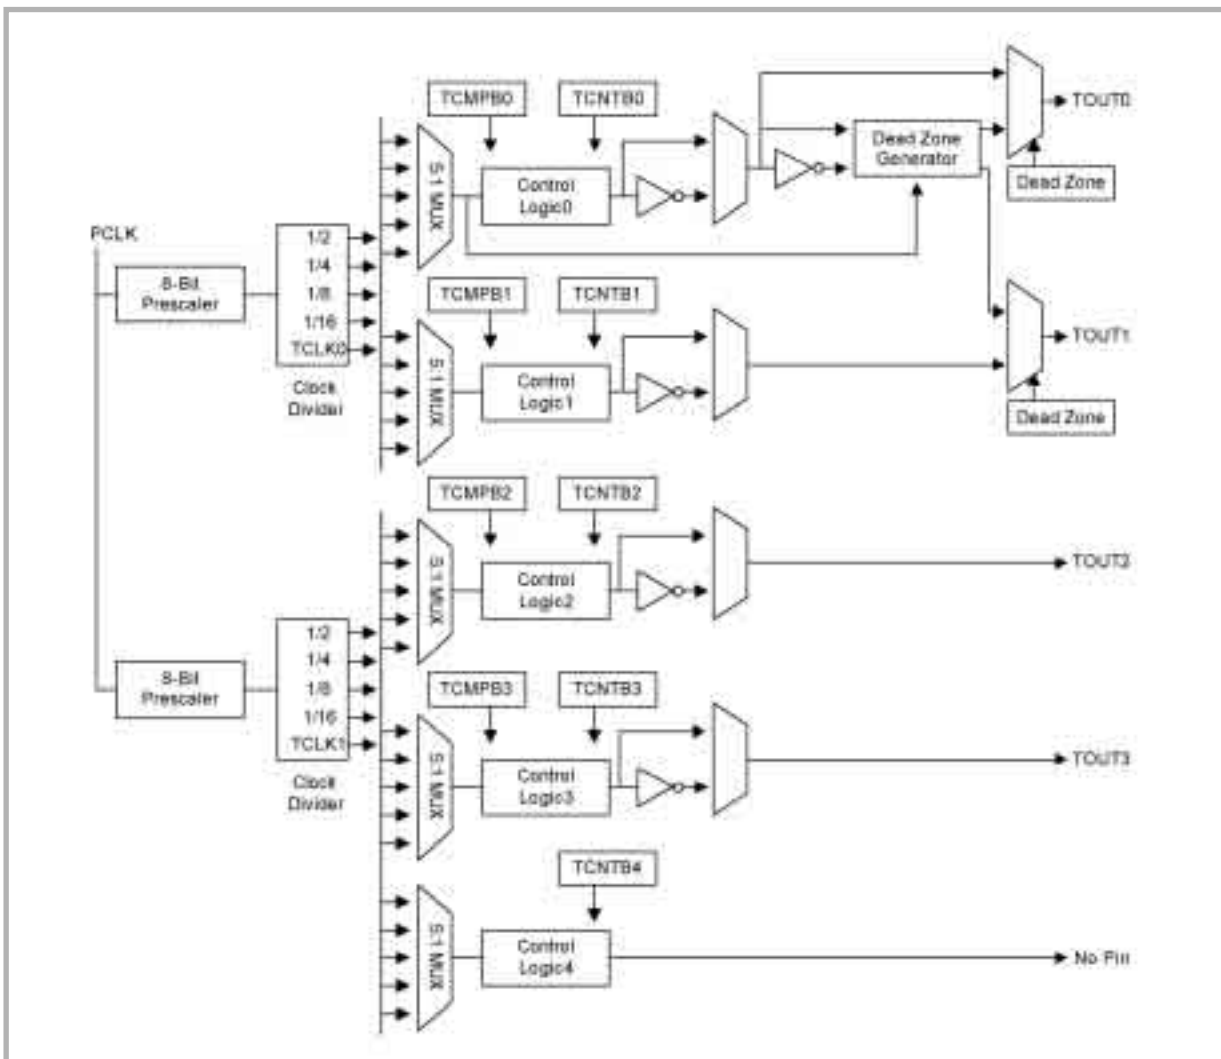 TCMPB0
TCNTB0
TOUT0
5:1 MUX
Control
Logic0
Dead Zone
Generator
Dead Zone
PCLK
8-Bit
Prescaler
1/2
1/4
1/8
1/16
TCLK0
Clock
Divider
TCMPB1
TCNTB1
TOUT1
5:1 MUX
Control
Logic1
Dead Zone
TCMPB2
TCNTB2
TOUT2
5:1 MUX
Control
Logic2
8-Bit
Prescaler
1/2
1/4
1/8
1/16
TCLK1
Clock
Divider
TCMPB3
TCNTB3
TOUT3
5:1 MUX
Control
Logic3
TCNTB4
5:1 MUX
Control
Logic4
No Pin